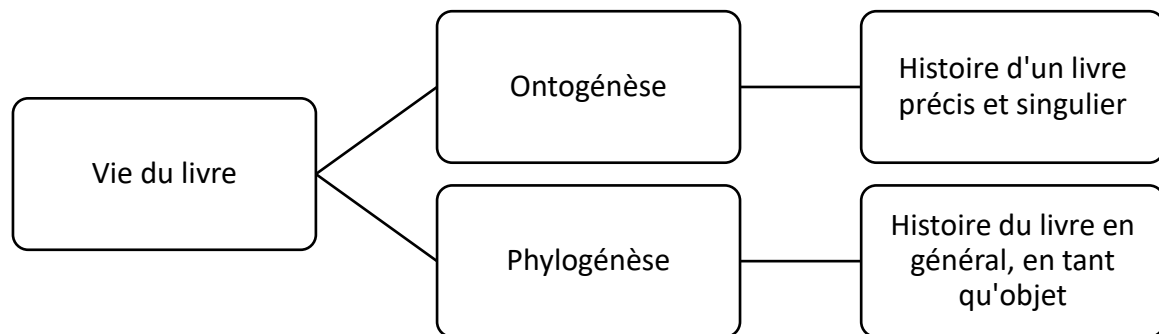 Vie du livre
Ontogénèse
Histoire d'un livre
précis et singulier
Phylogénèse
Histoire du livre en
général, en tant
qu'objet